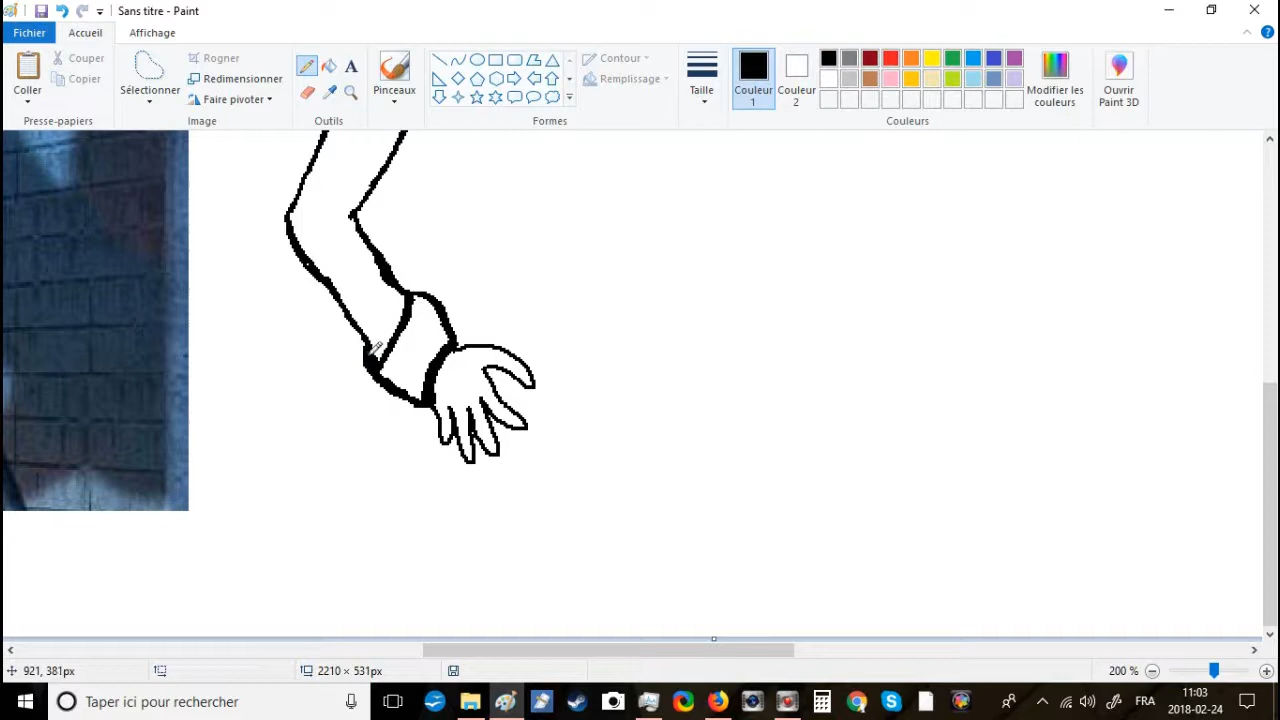 Sans titre - Paint
Fichier Accueil Affichage
Coller
Couper
Copier
Presse-papiers
Sélectionner
Rogner
Redimensionner
Faire pivoter
Image
A
Outils
Pinceaux
Contour
Remplissage
Formes
Taille
Couleur 1
Couleur 2
Modifier les couleurs
Couleurs
Ouvrir Paint 3D
921, 381px
2210 × 531px
200 %
Taper ici pour rechercher
FRA
11:03
2018-02-24